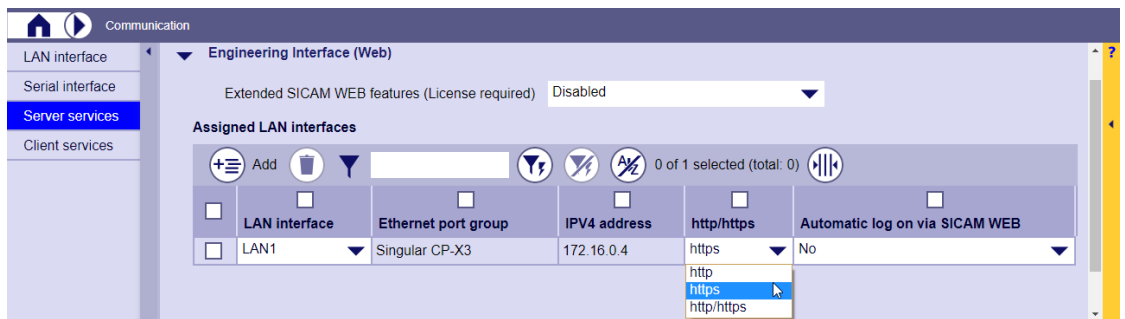 Communication
LAN interface
Serial interface
Server services
Client services
Engineering Interface (Web)
?
Extended SICAM WEB features (License required) Disabled
Assigned LAN interfaces
Add 0 of 1 selected (total: 0)
LAN interface Ethernet port group IPV4 address http/https Automatic log on via SICAM WEB
LAN1 Singular CP-X3 172.16.0.4 https No
http
https
http/https